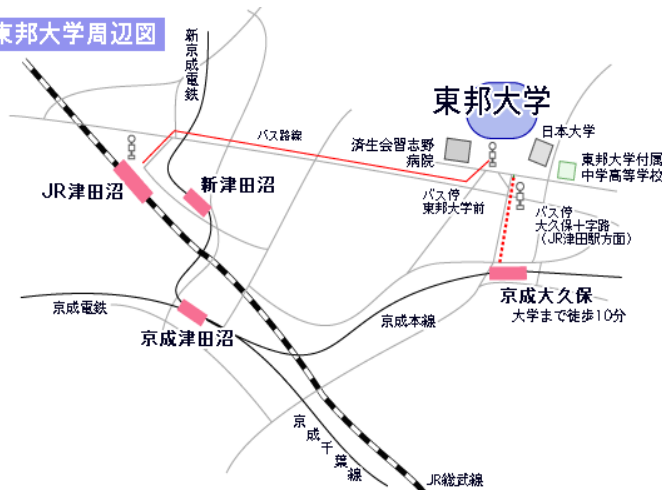 東邦大学周辺図
新京成電鉄
バス路線
東邦大学
日本大学
済生会習志野
病院
東邦大学付属
中学高等学校
JR津田沼
新津田沼
バス停
東邦大学前
バス停
大久保十字路
(JR津田駅方面)
京成電鉄
京成津田沼
京成本線
京成大久保
大学まで徒歩10分
京成千葉線
JR総武線